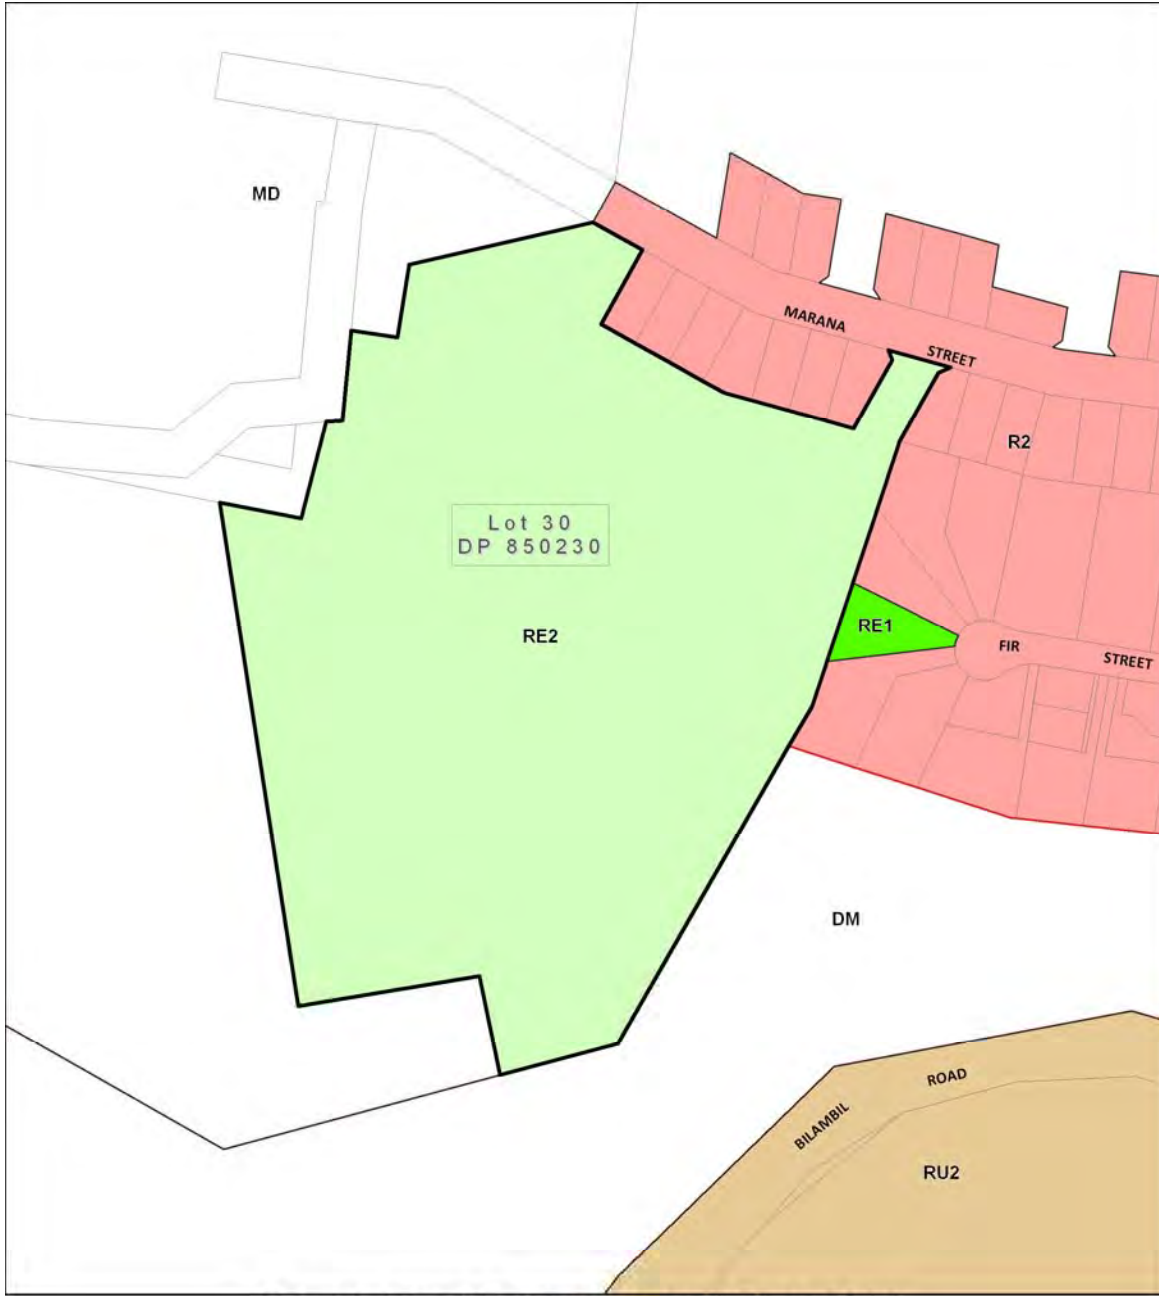 MD
MARANA
STREET
R2
Lot 30
DP 850230
RE1
RE2
FIR
STREET
DM
ROAD
BILAMBIL
RU2